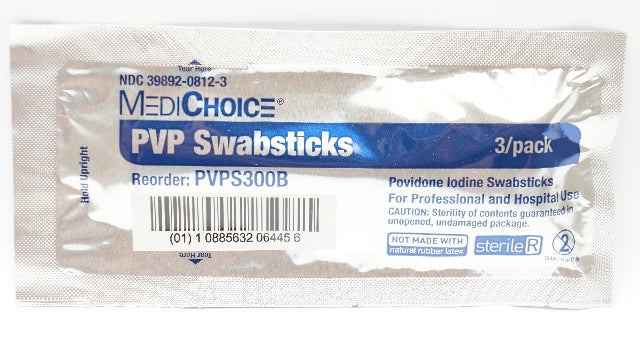 Tear Here
NDC 39892-0812-3
MEDICHOICE®
PVP Swabsticks 3/pack
Hold Upright
Reorder: PVPS300B
Povidone Iodine Swabsticks
For Professional and Hospital Use
CAUTION: Sterility of contents guaranteed in
unopened, undamaged package.
(01) 1 0885632 06445 6
NOT MADE WITH
natural rubber latex
sterile R
2
Tear Here